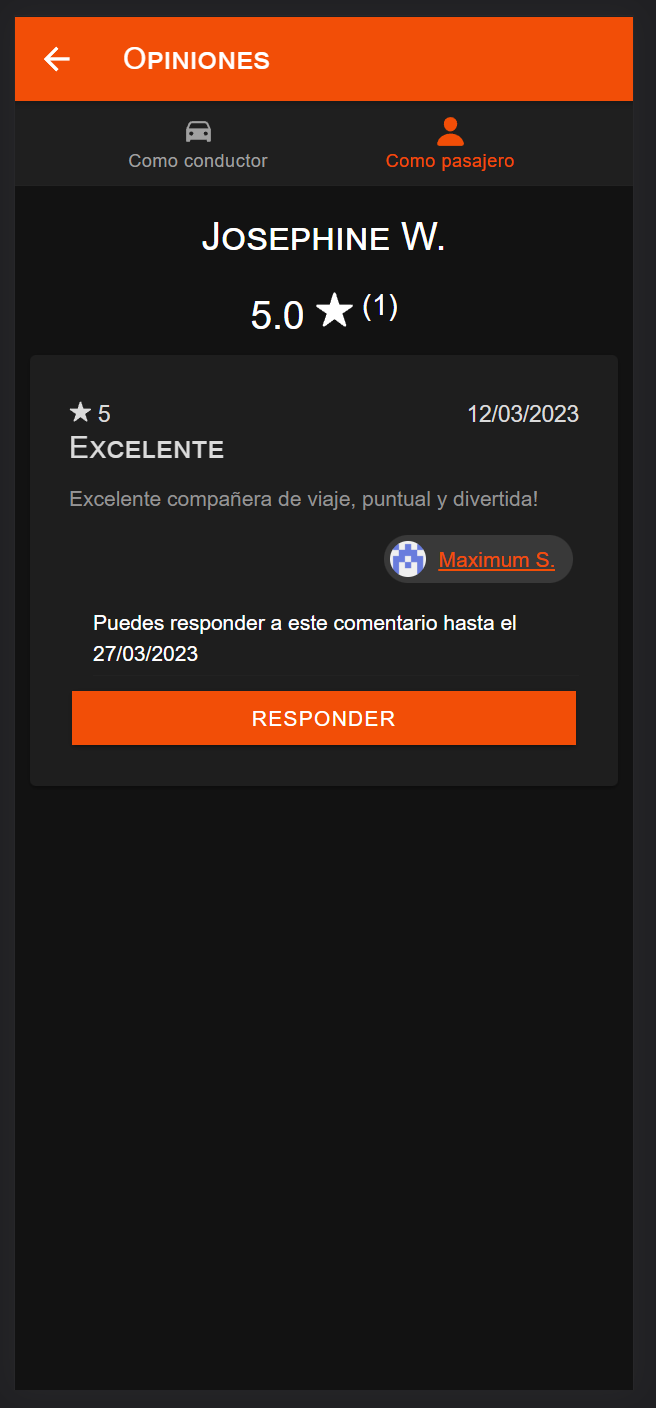 Opiniones
Como conductor
Como pasajero
Josephine W.
5.0 ★ (1)
★ 5
12/03/2023
Excelente
Excelente compañera de viaje, puntual y divertida!
Maximum S.
Puedes responder a este comentario hasta el
27/03/2023
RESPONDER